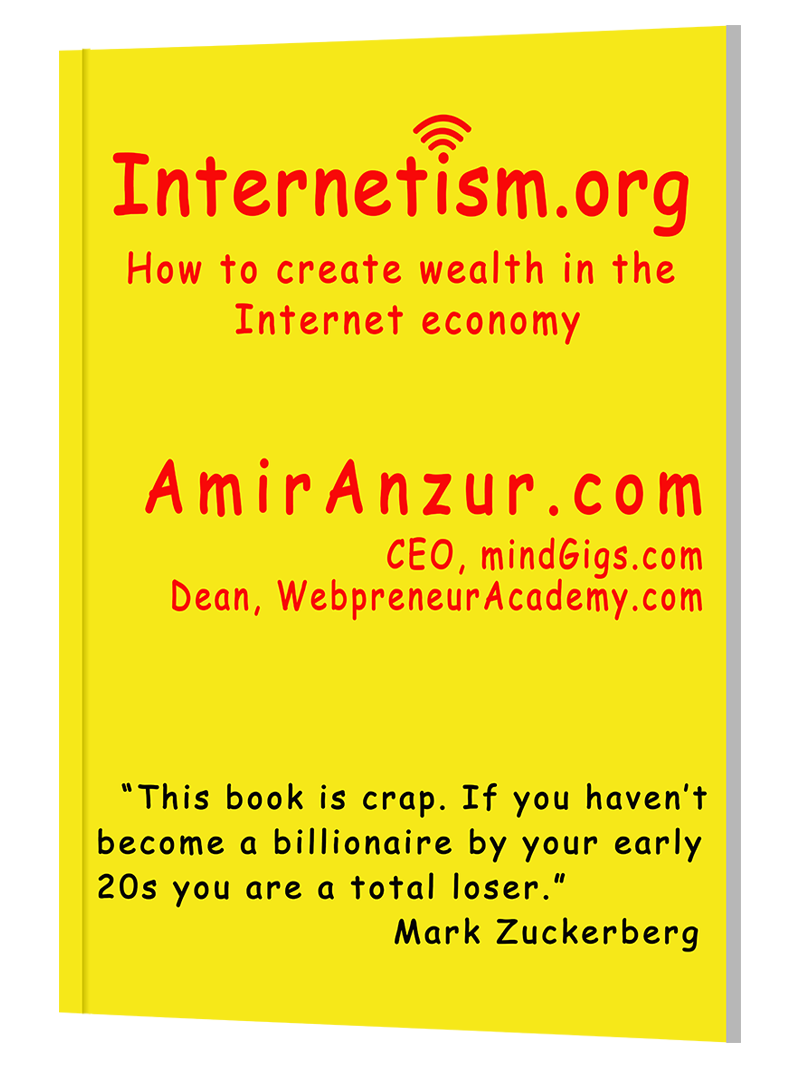 Internetism.org
How to create wealth in the
Internet economy
AmirAnzur.com
CEO, mindGigs.com
Dean, WebpreneurAcademy.com
“This book is crap. If you haven’t
become a billionaire by your early
20s you are a total loser.”
Mark Zuckerberg